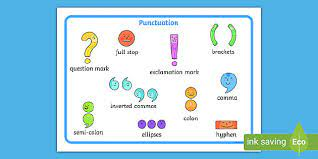 Punctuation
full stop
brackets
question mark
exclamation mark
comma
inverted commas
colon
semi-colon
ellipses
hyphen
ink saving
Eco